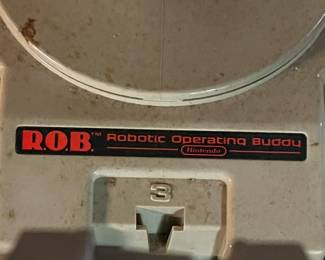 R.O.B.™ Robotic Operating Buddy
Nintendo
3